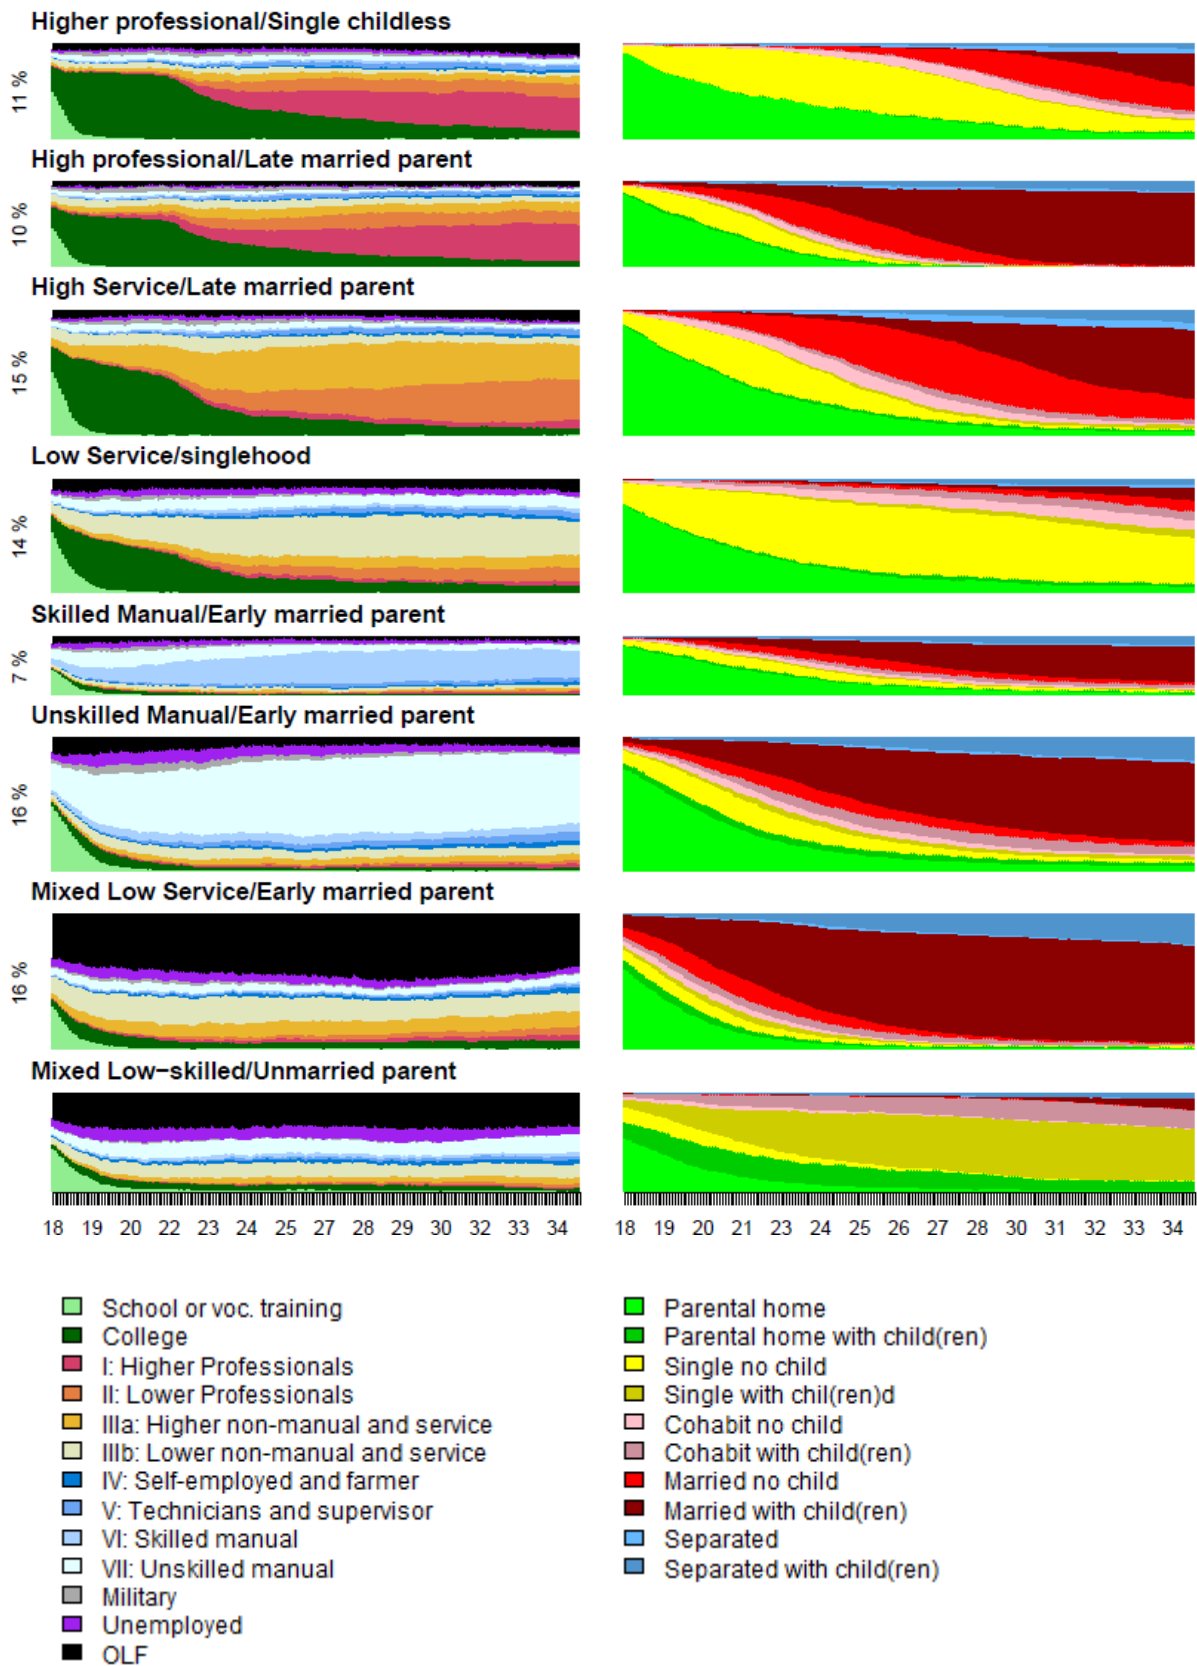 Higher professional/Single childless
11 %
High professional/Late married parent
10 %
High Service/Late married parent
15 %
Low Service/singlehood
14 %
Skilled Manual/Early married parent
7 %
Unskilled Manual/Early married parent
16 %
Mixed Low Service/Early married parent
16 %
Mixed Low−skilled/Unmarried parent
18 19 20 22 23 24 25 26 28 29 30 31 32 34
18 19 20 21 23 24 25 26 27 29 30 31 32 33 34
School or voc. training
College
I: Higher Professionals
II: Lower Professionals
IIIa: Higher non-manual and service
IIIb: Lower non-manual and service
IV: Self-employed and farmer
V: Technicians and supervisor
VI: Skilled manual
VII: Unskilled manual
Military
Unemployed
OLF
Parental home
Parental home with child(ren)
Single no child
Single with chil(ren)d
Cohabit no child
Cohabit with child(ren)
Married no child
Married with child(ren)
Separated
Separated with child(ren)